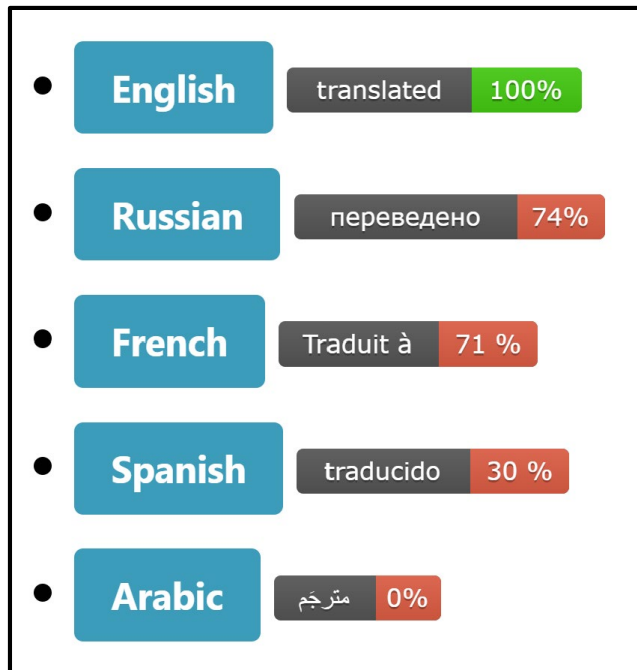 English translated 100%
Russian переведено 74%
French Traduit à 71 %
Spanish traducido 30 %
Arabic مترجَم 0%